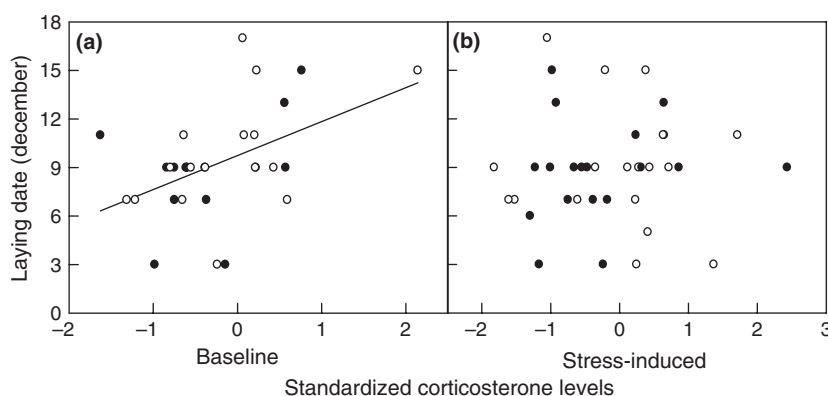 18
15
12
9
6
3
0
Laying date (december)
(a)
(b)
−2 −1 0 1 2
−2 −1 0 1 2 3
Baseline
Stress-induced
Standardized corticosterone levels